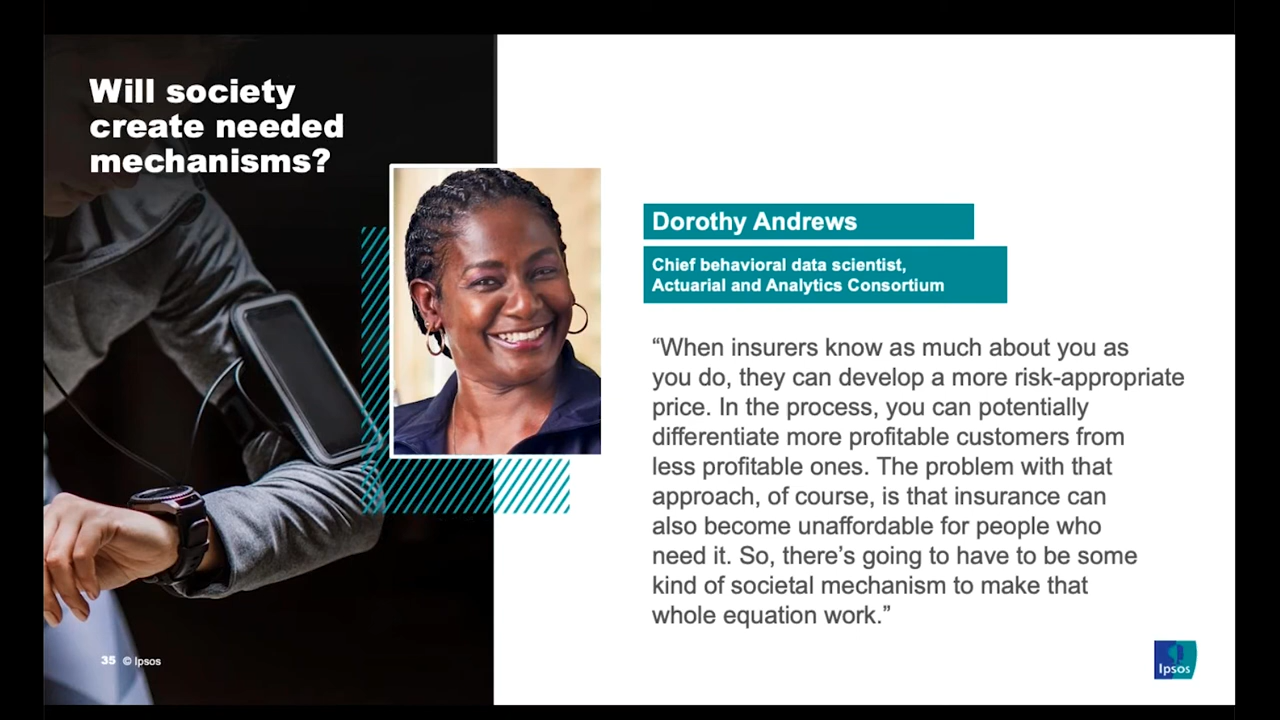 Will society
create needed
mechanisms?
Dorothy Andrews
Chief behavioral data scientist,
Actuarial and Analytics Consortium
“When insurers know as much about you as
you do, they can develop a more risk-appropriate
price. In the process, you can potentially
differentiate more profitable customers from
less profitable ones. The problem with that
approach, of course, is that insurance can
also become unaffordable for people who
need it. So, there’s going to have to be some
kind of societal mechanism to make that
whole equation work.”
35 © Ipsos
Ipsos